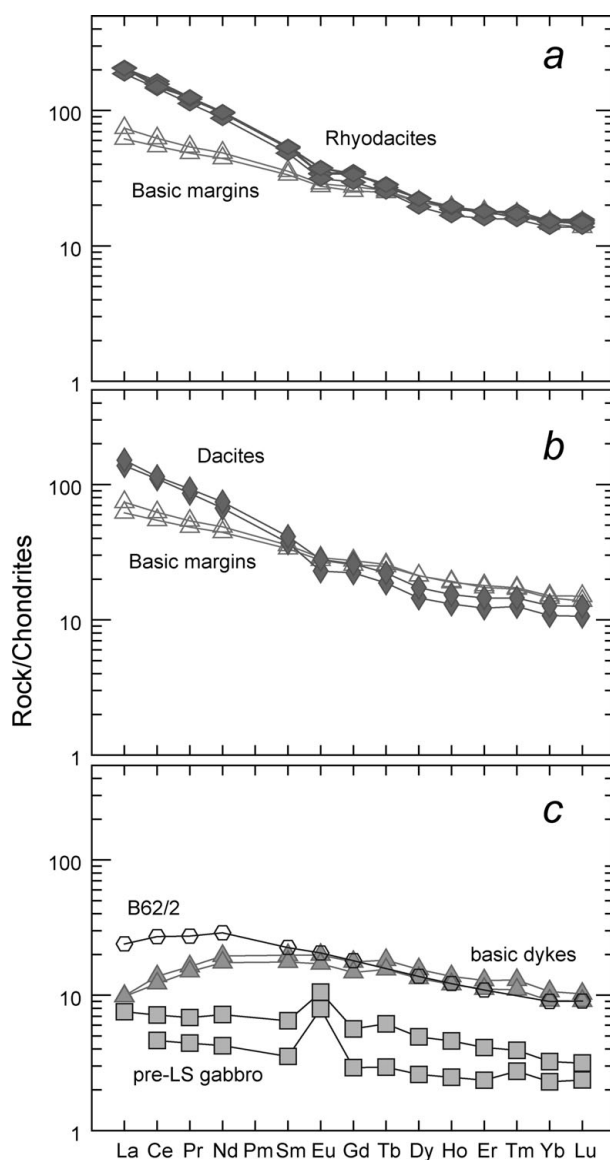 a
100
Rhyodacites
Basic margins
10
1
b
Dacites
100
Basic margins
10
1
Rock/Chondrites
c
100
B62/2
basic dykes
10
pre-LS gabbro
1
La Ce Pr Nd Pm Sm Eu Gd Tb Dy Ho Er Tm Yb Lu